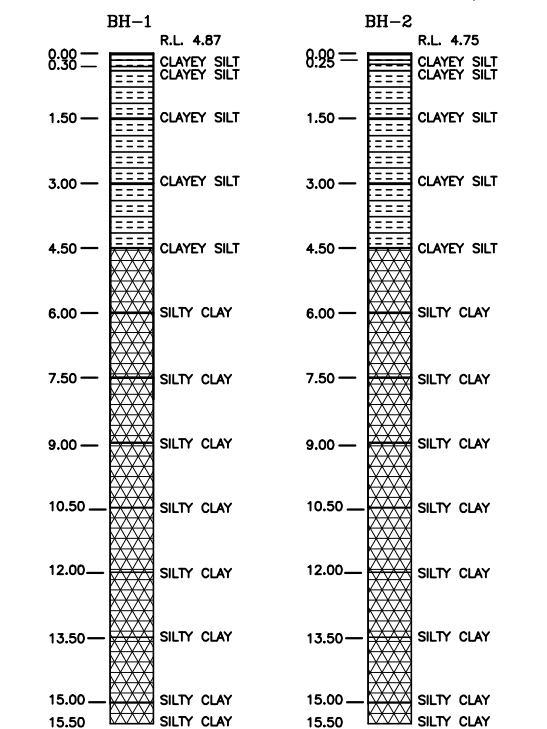 BH-1 BH-2
R.L. 4.87 R.L. 4.75
0.00 CLAYEY SILT 0.00 CLAYEY SILT
0.30 CLAYEY SILT 0.25 CLAYEY SILT
1.50 CLAYEY SILT 1.50 CLAYEY SILT
3.00 CLAYEY SILT 3.00 CLAYEY SILT
4.50 CLAYEY SILT 4.50 CLAYEY SILT
6.00 SILTY CLAY 6.00 SILTY CLAY
7.50 SILTY CLAY 7.50 SILTY CLAY
9.00 SILTY CLAY 9.00 SILTY CLAY
10.50 SILTY CLAY 10.50 SILTY CLAY
12.00 SILTY CLAY 12.00 SILTY CLAY
13.50 SILTY CLAY 13.50 SILTY CLAY
15.00 SILTY CLAY 15.00 SILTY CLAY
15.50 SILTY CLAY 15.50 SILTY CLAY